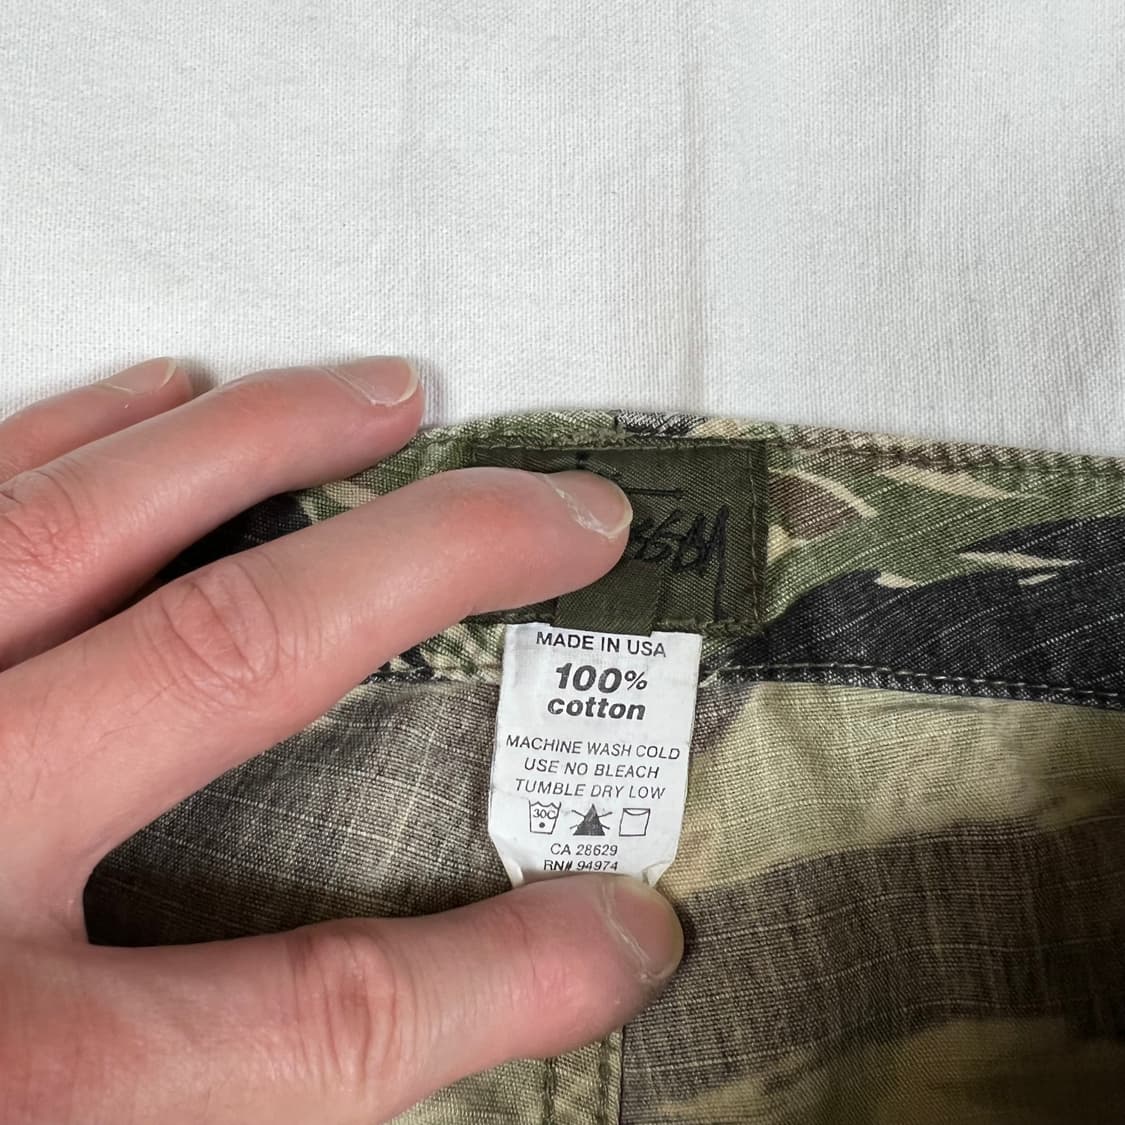 MADE IN USA
100%
cotton
MACHINE WASH COLD
USE NO BLEACH
TUMBLE DRY LOW
30C
CA 28629
RN# 94974